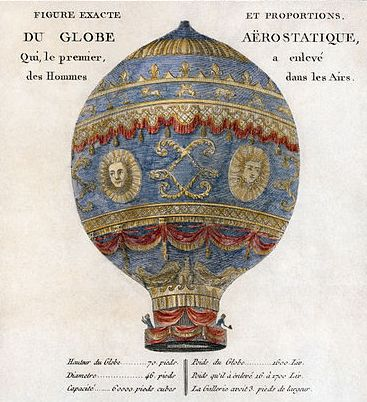 FIGURE EXACTE ET PROPORTIONS,
DU GLOBE AËROSTATIQUE,
Qui, le premier, a enlevé
des Hommes dans les Airs.
Hauteur du Globe..........70. pieds.
Diametre..............46. pieds.
Capacité......60000 pieds cubes
Poids du Globe..........1600 Liv.
Poids qu'il à énlevé 16 à 1700 Liv.
La Gallerie avoit 3. pieds de largeur.